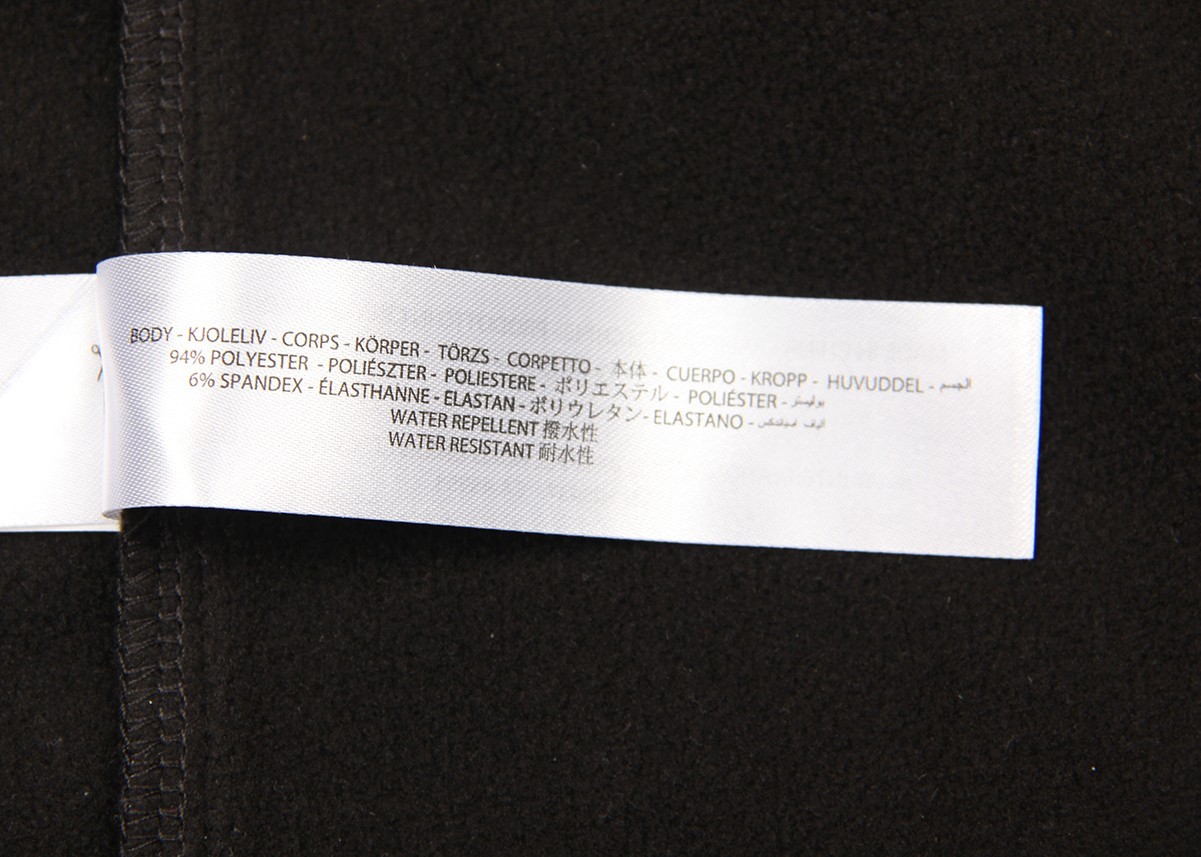 BODY - KJOLELIV - CORPS - KÖRPER - TÖRZS - CORPETTO - 本体 - CUERPO - KROPP - HUVUDDEL - الجسم
94% POLYESTER - POLIÉSZTER - POLIESTERE - ポリエステル - POLIÉSTER - بوليستر
6% SPANDEX - ÉLASTHANNE - ELASTAN - ポリウレタン - ELASTANO - ألياف اسباندكس
WATER REPELLENT 撥水性
WATER RESISTANT 耐水性